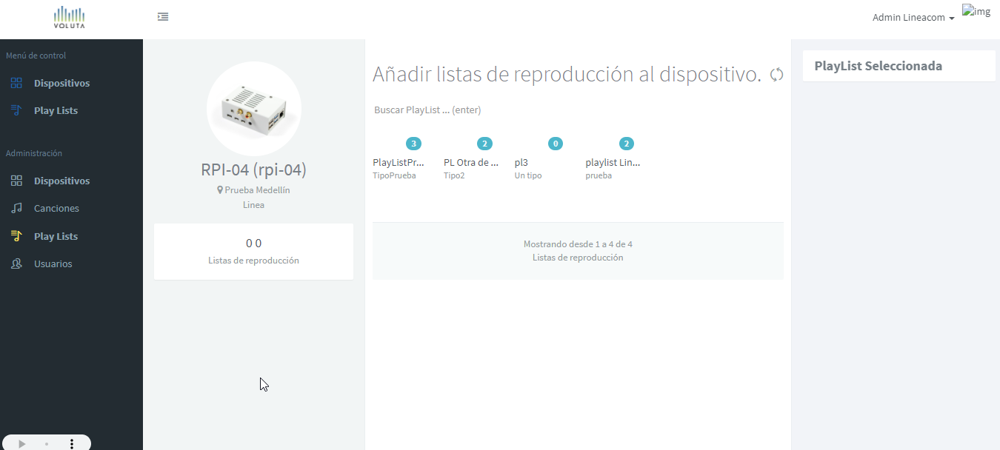 VOLUTA
Admin Lineacom
img
Menú de control
Dispositivos
Play Lists
Administración
Dispositivos
Canciones
Play Lists
Usuarios
RPI-04 (rpi-04)
Prueba Medellín
Linea
0 0
Listas de reproducción
Añadir listas de reproducción al dispositivo.
Buscar PlayList ... (enter)
3
PlayListPr...
TipoPrueba
2
PL Otra de ...
Tipo2
0
pl3
Un tipo
2
playlist Lin...
prueba
Mostrando desde 1 a 4 de 4
Listas de reproducción
PlayList Seleccionada